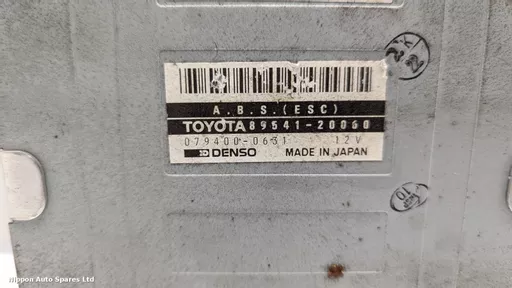 A.B.S.(ESC)
TOYOTA 89541-20060
079400-0631 12V
DENSO MADE IN JAPAN
Nippon Auto Spares Ltd